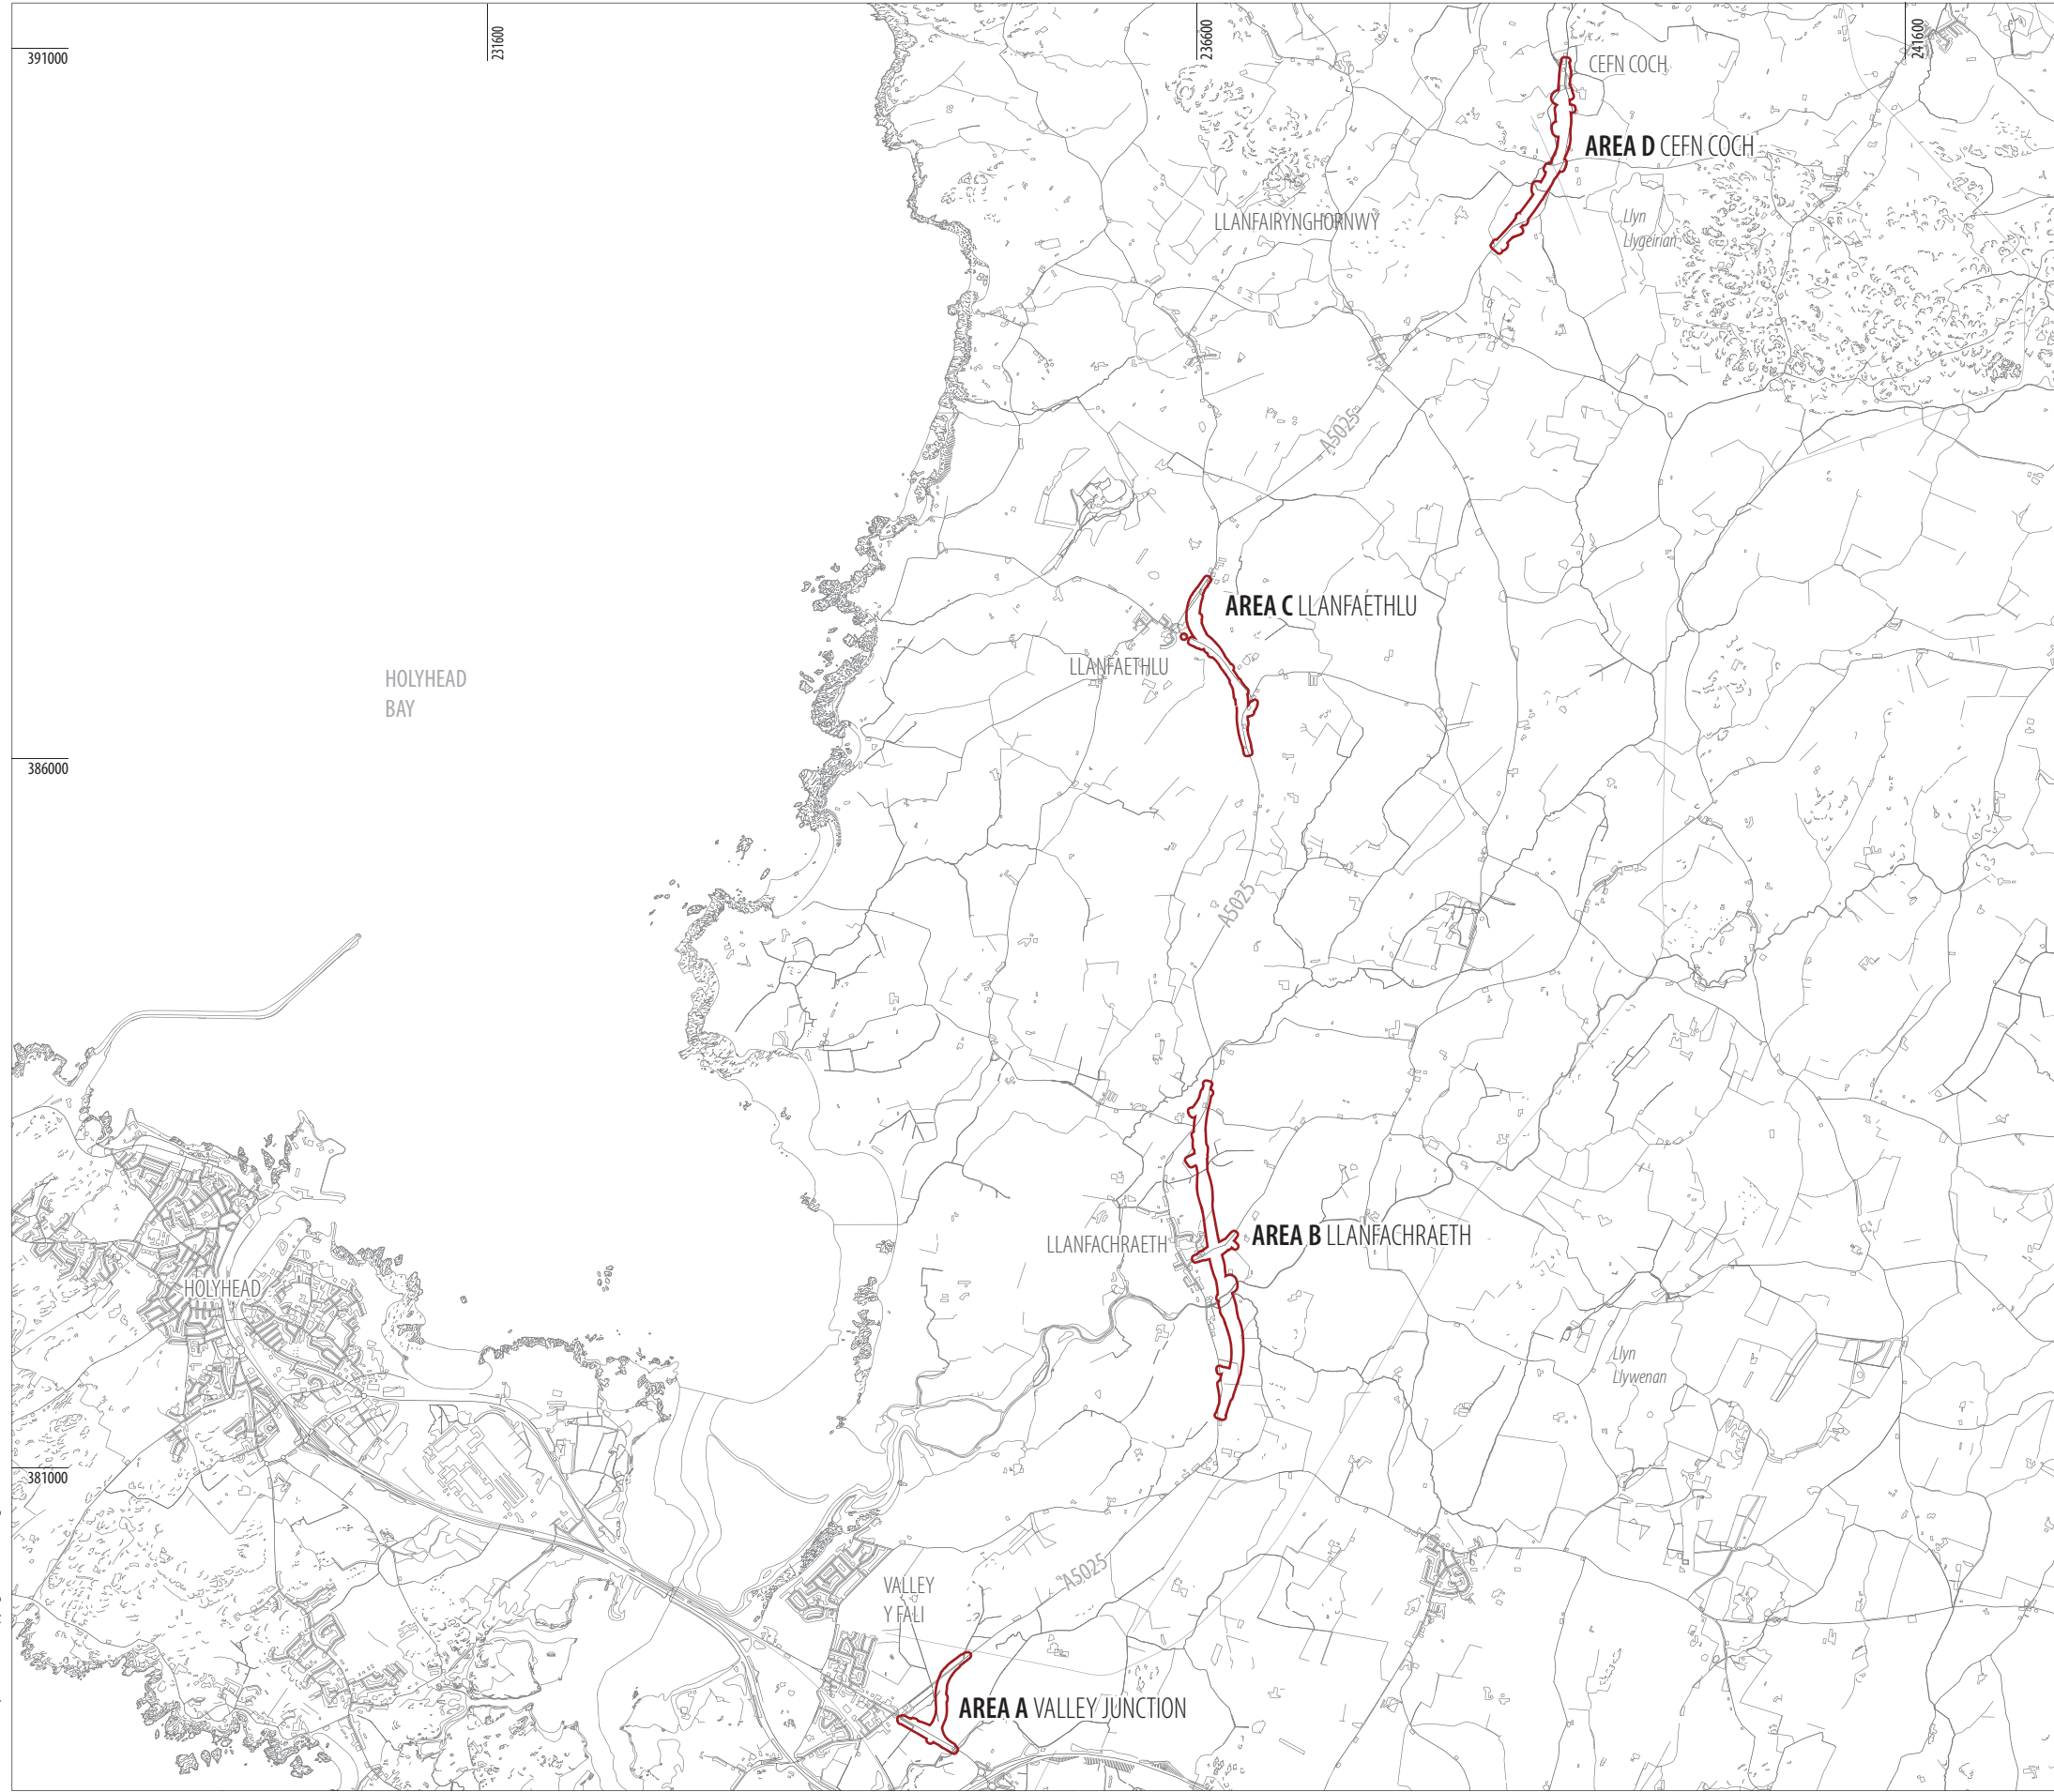 391000
231600
236600
241600
CEFN COCH
AREA D CEFN COCH
LLANFAIRYNGHORNWY
Llyn
Llygeirian
A5025
AREA C LLANFAETHLU
LLANFAETHLU
HOLYHEAD
BAY
386000
A5025
AREA B LLANFACHRAETH
LLANFACHRAETH
HOLYHEAD
Llyn
Llywenan
381000
A5025
VALLEY
Y FALI
AREA A VALLEY JUNCTION